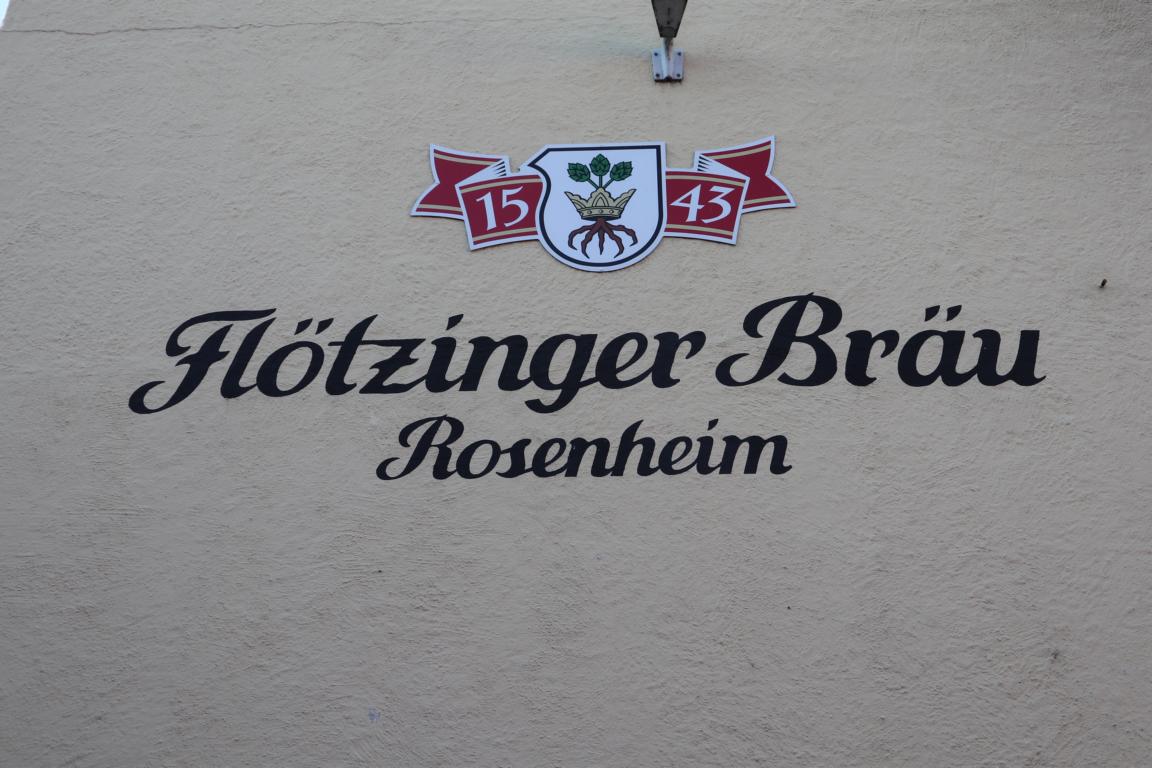 15 43
Flötzinger Bräu
Rosenheim